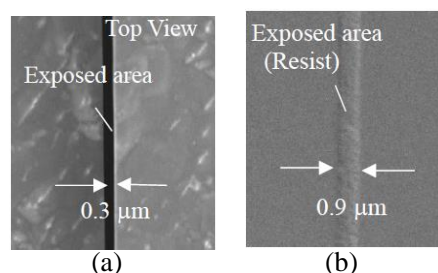 Top View
Exposed area
0.3 µm
(a)
Exposed area
(Resist)
0.9 µm
(b)